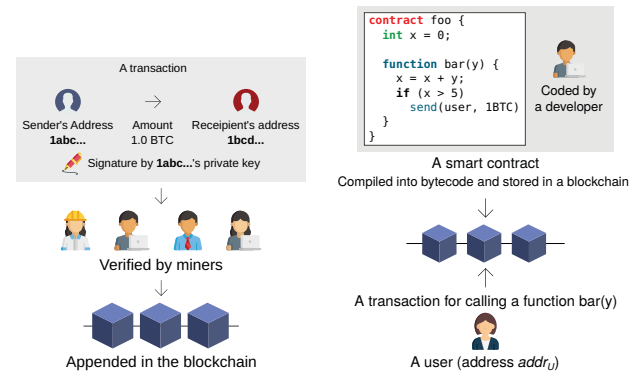 A transaction
Sender's Address
1abc...
Amount
1.0 BTC
Receipient's address
1bcd...
Signature by 1abc...'s private key
Verified by miners
Appended in the blockchain
contract foo {
int x = 0;
function bar(y) {
x = x + y;
if (x > 5)
send(user, 1BTC)
}
}
Coded by
a developer
A smart contract
Compiled into bytecode and stored in a blockchain
A transaction for calling a function bar(y)
A user (address addrU)